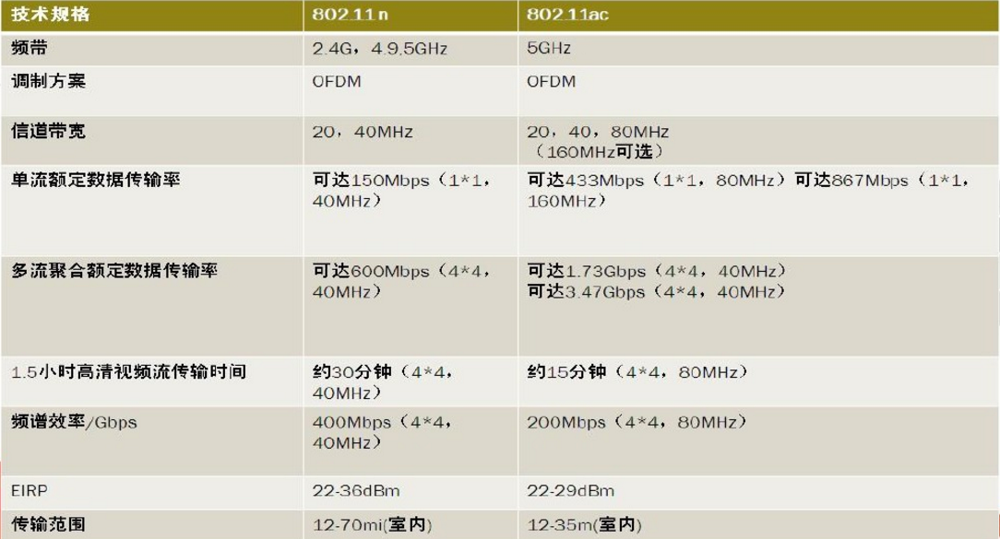 技术规格 802.11n 802.11ac
频带 2.4G，4.9,5GHz 5GHz
调制方案 OFDM OFDM
信道带宽 20，40MHz 20，40，80MHz
（160MHz可选）
单流额定数据传输率 可达150Mbps（1*1， 可达433Mbps（1*1，80MHz）可达867Mbps（1*1，
40MHz） 160MHz）
多流聚合额定数据传输率 可达600Mbps（4*4， 可达1.73Gbps（4*4，40MHz）
40MHz） 可达3.47Gbps（4*4，40MHz）
1.5小时高清视频流传输时间 约30分钟（4*4， 约15分钟（4*4，80MHz）
40MHz）
频谱效率/Gbps 400Mbps（4*4， 200Mbps（4*4，80MHz）
40MHz）
EIRP 22-36dBm 22-29dBm
传输范围 12-70mi(室内) 12-35m(室内)